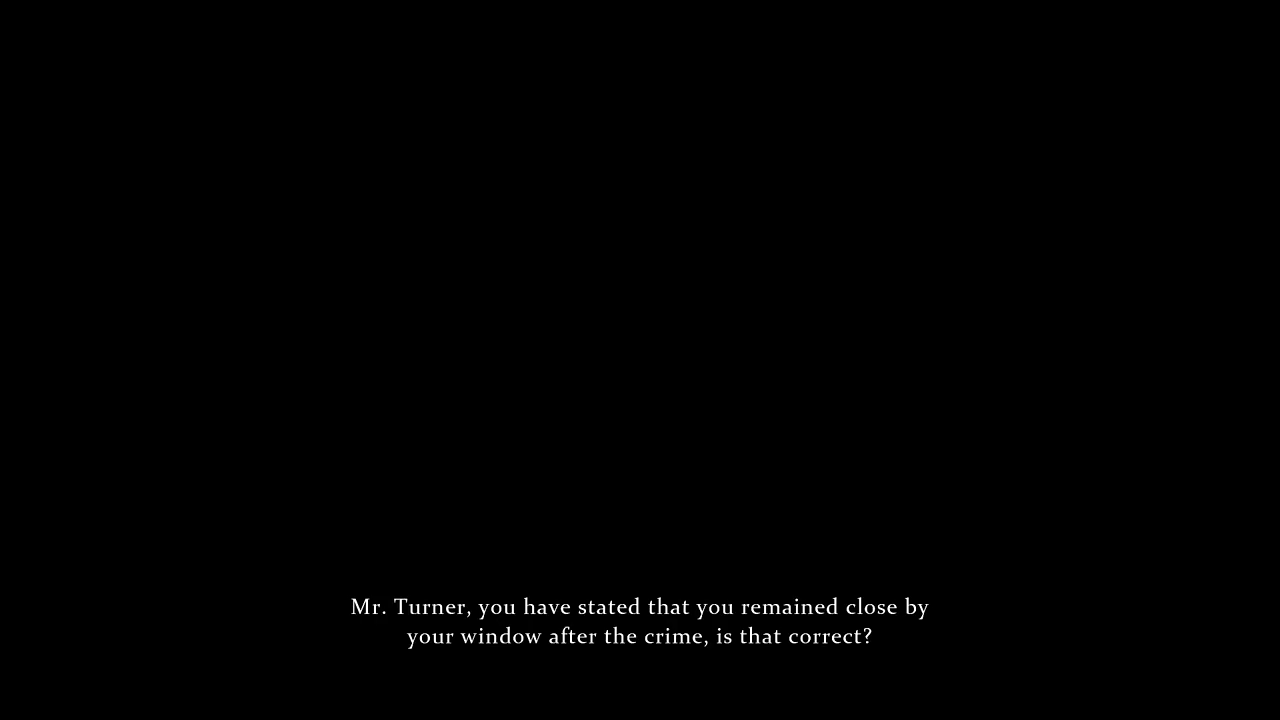 Mr. Turner, you have stated that you remained close by
your window after the crime, is that correct?